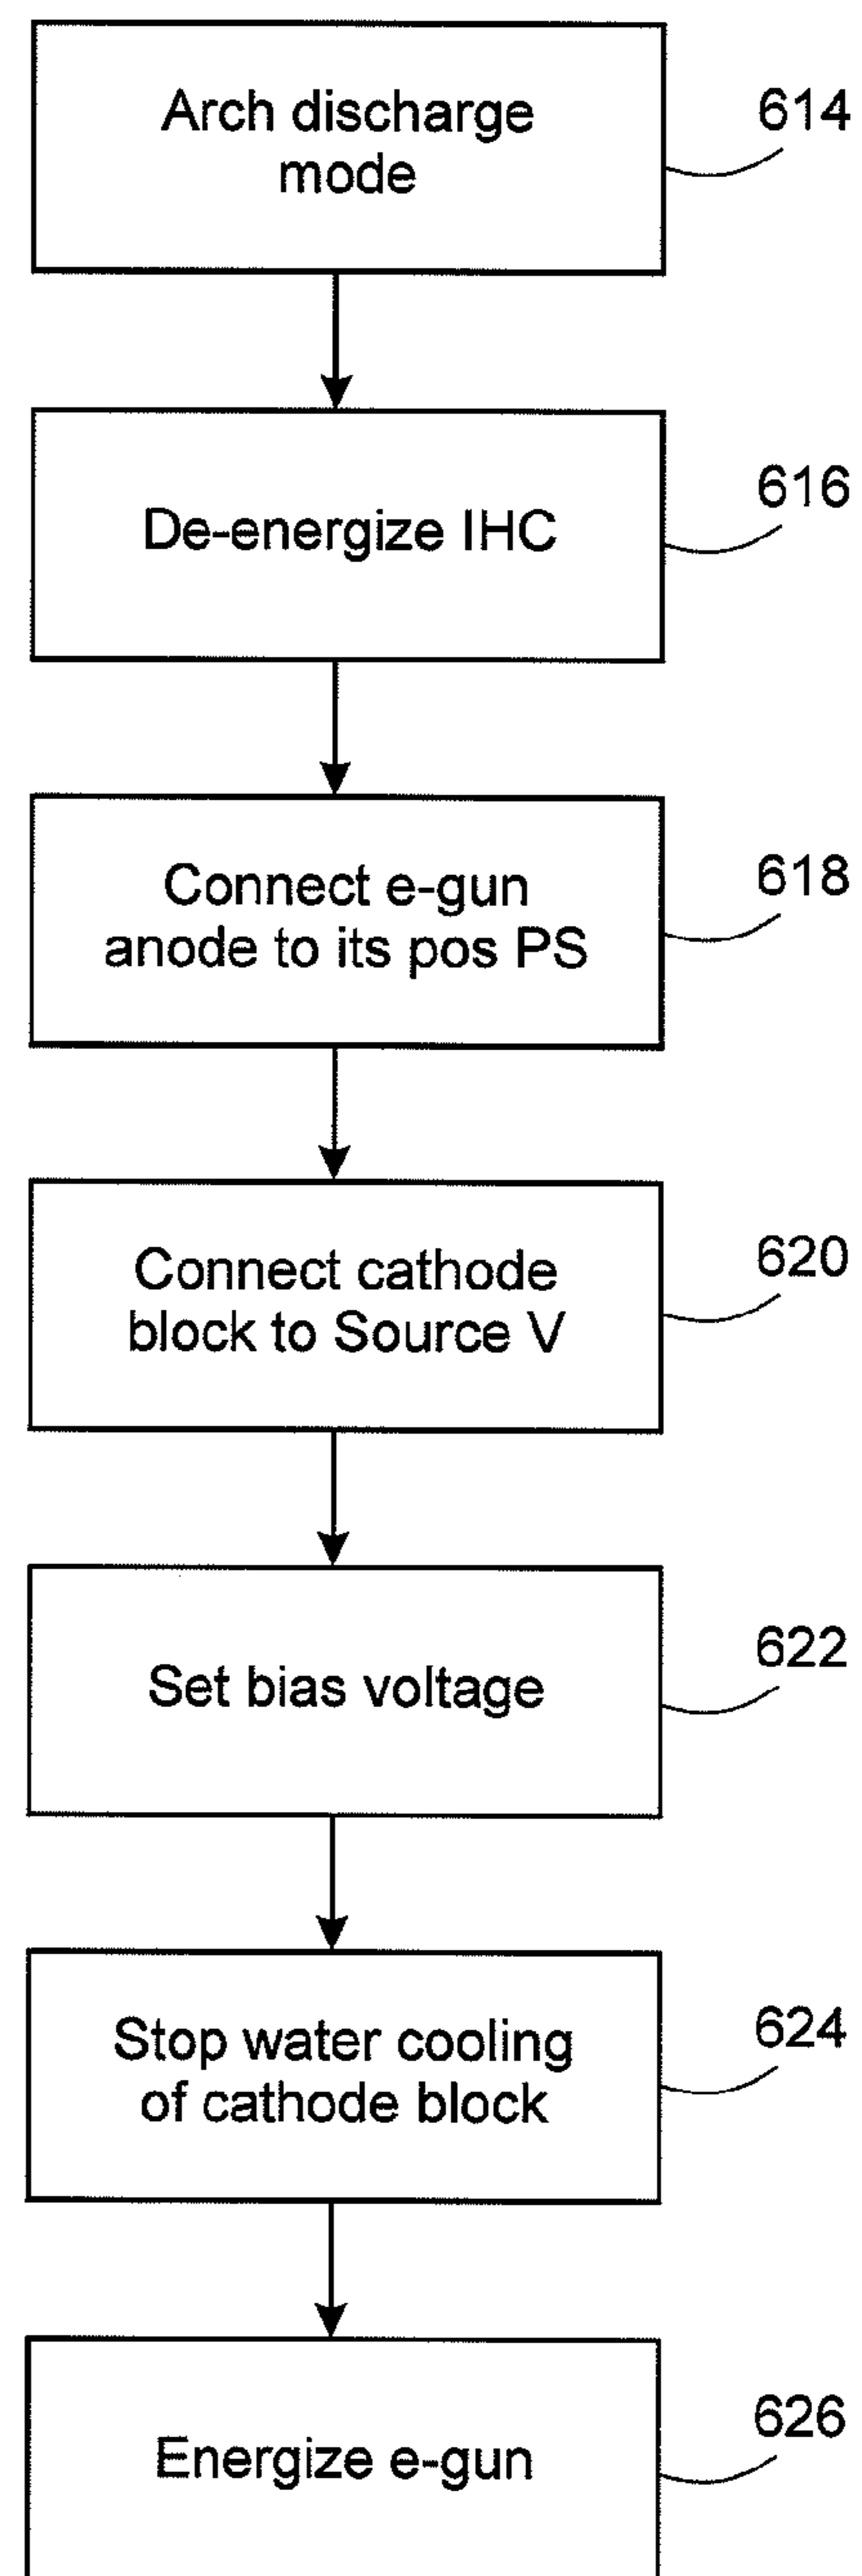 Arch discharge
mode
614
De-energize IHC
616
Connect e-gun
anode to its pos PS
618
Connect cathode
block to Source V
620
Set bias voltage
622
Stop water cooling
of cathode block
624
Energize e-gun
626